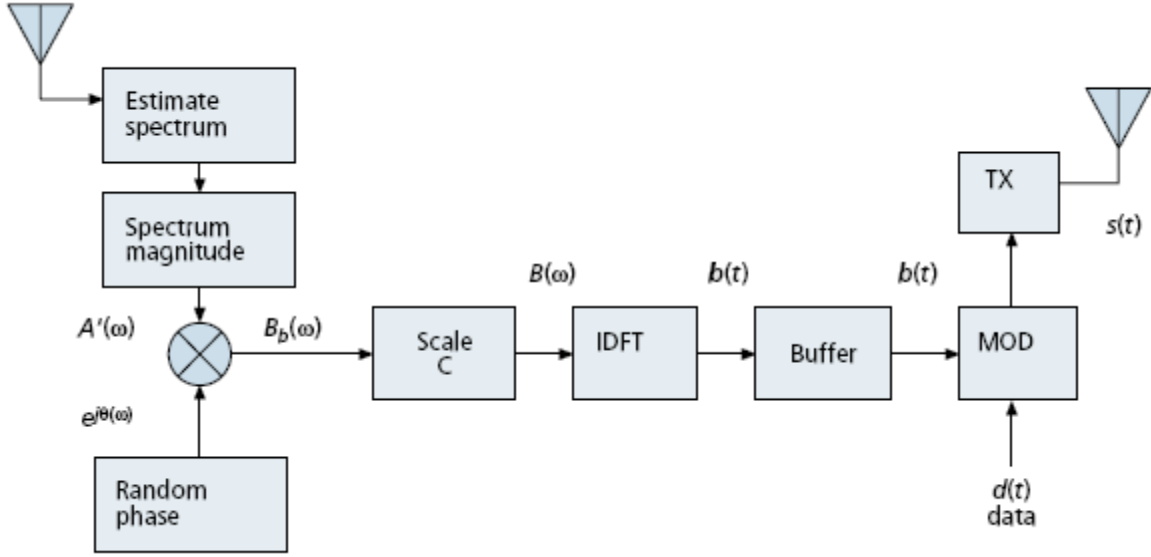 Estimate
spectrum
Spectrum
magnitude
A'(ω)
e^{jθ(ω)}
Random
phase
B_b(ω)
Scale
C
B(ω)
IDFT
b(t)
Buffer
b(t)
MOD
d(t)
data
TX
s(t)